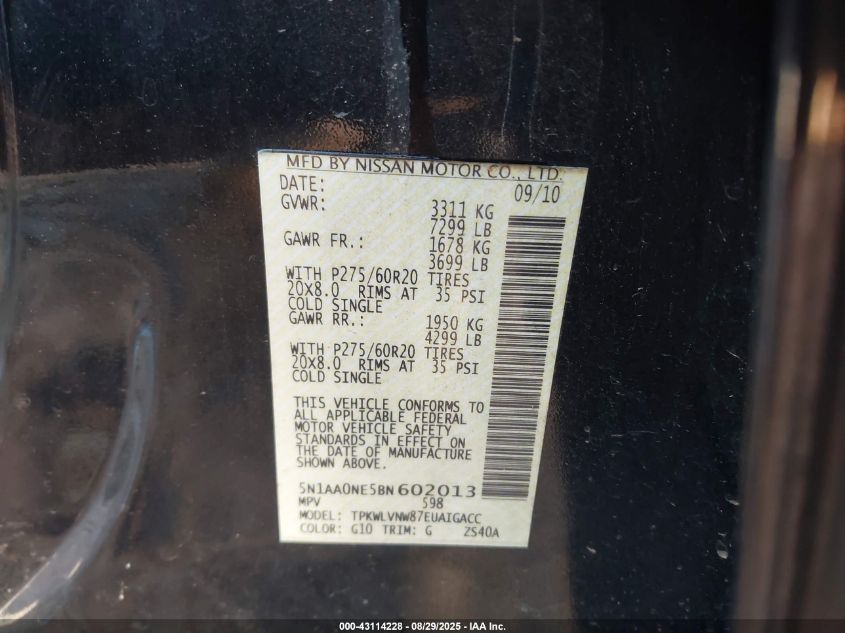 MFD BY NISSAN MOTOR CO., LTD.
DATE: 09/10
GVWR: 3311 KG
7299 LB
GAWR FR.: 1678 KG
3699 LB
WITH P275/60R20 TIRES
20X8.0 RIMS AT 35 PSI
COLD SINGLE
GAWR RR.: 1950 KG
4299 LB
WITH P275/60R20 TIRES
20X8.0 RIMS AT 35 PSI
COLD SINGLE
THIS VEHICLE CONFORMS TO
ALL APPLICABLE FEDERAL
MOTOR VEHICLE SAFETY
STANDARDS IN EFFECT ON
THE DATE OF MANUFACTURE
SHOWN ABOVE.
5N1AA0NE5BN602013
MPV 598
MODEL: TPKWLVNW87EUAIGACC
COLOR: G10 TRIM: G ZS40A
000-43114228 - 08/29/2025 - IAA Inc.